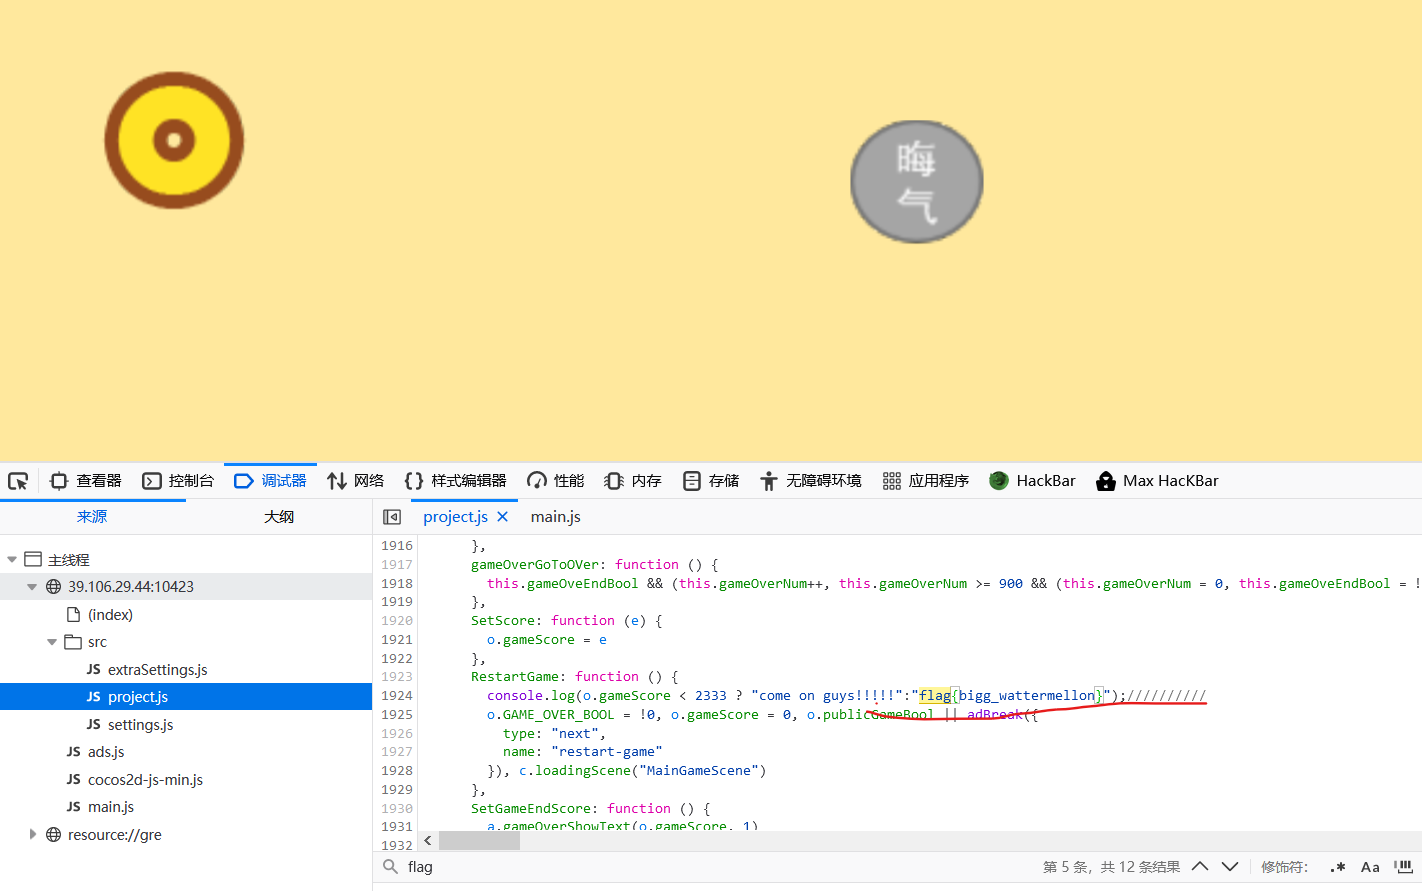 晦
气
查看器 控制台 调试器 网络 样式编辑器 性能 内存 存储 无障碍环境 应用程序 HackBar Max HacKBar
来源 大纲 project.js × main.js
主线程
39.106.29.44:10423
(index)
src
JS extraSettings.js
JS project.js
JS settings.js
JS ads.js
JS cocos2d-js-min.js
JS main.js
resource://gre
1916 },
1917 gameOverGoToOVer: function () {
1918 this.gameOveEndBool && (this.gameOverNum++, this.gameOverNum >= 900 && (this.gameOverNum = 0, this.gameOveEndBool = !
1919 },
1920 SetScore: function (e) {
1921 o.gameScore = e
1922 },
1923 RestartGame: function () {
1924 console.log(o.gameScore < 2333 ? "come on guys!!!!!":"flag{bigg_wattermellon}");//////////
1925 o.GAME_OVER_BOOL = !0, o.gameScore = 0, o.publicGameBool || adBreak({
1926 type: "next",
1927 name: "restart-game"
1928 }), c.loadingScene("MainGameScene")
1929 },
1930 SetGameEndScore: function () {
1931 a.gameOverShowText(o.gameScore, 1)
1932
flag 第 5 条，共 12 条结果 修饰符： .* Aa